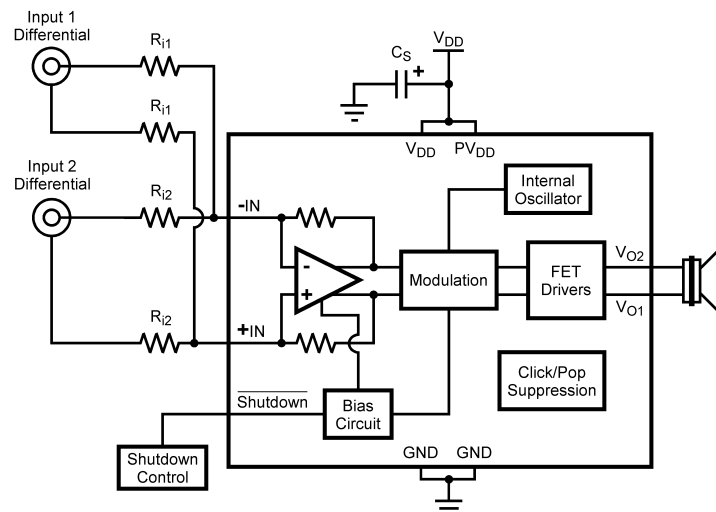 Input 1
Differential
Ri1
Ri1
CS
+
VDD
VDD
PVDD
Input 2
Differential
Ri2
-IN
Internal
Oscillator
-
+
Modulation
FET
Drivers
VO2
VO1
Ri2
+IN
Click/Pop
Suppression
Shutdown
Bias
Circuit
Shutdown
Control
GND
GND